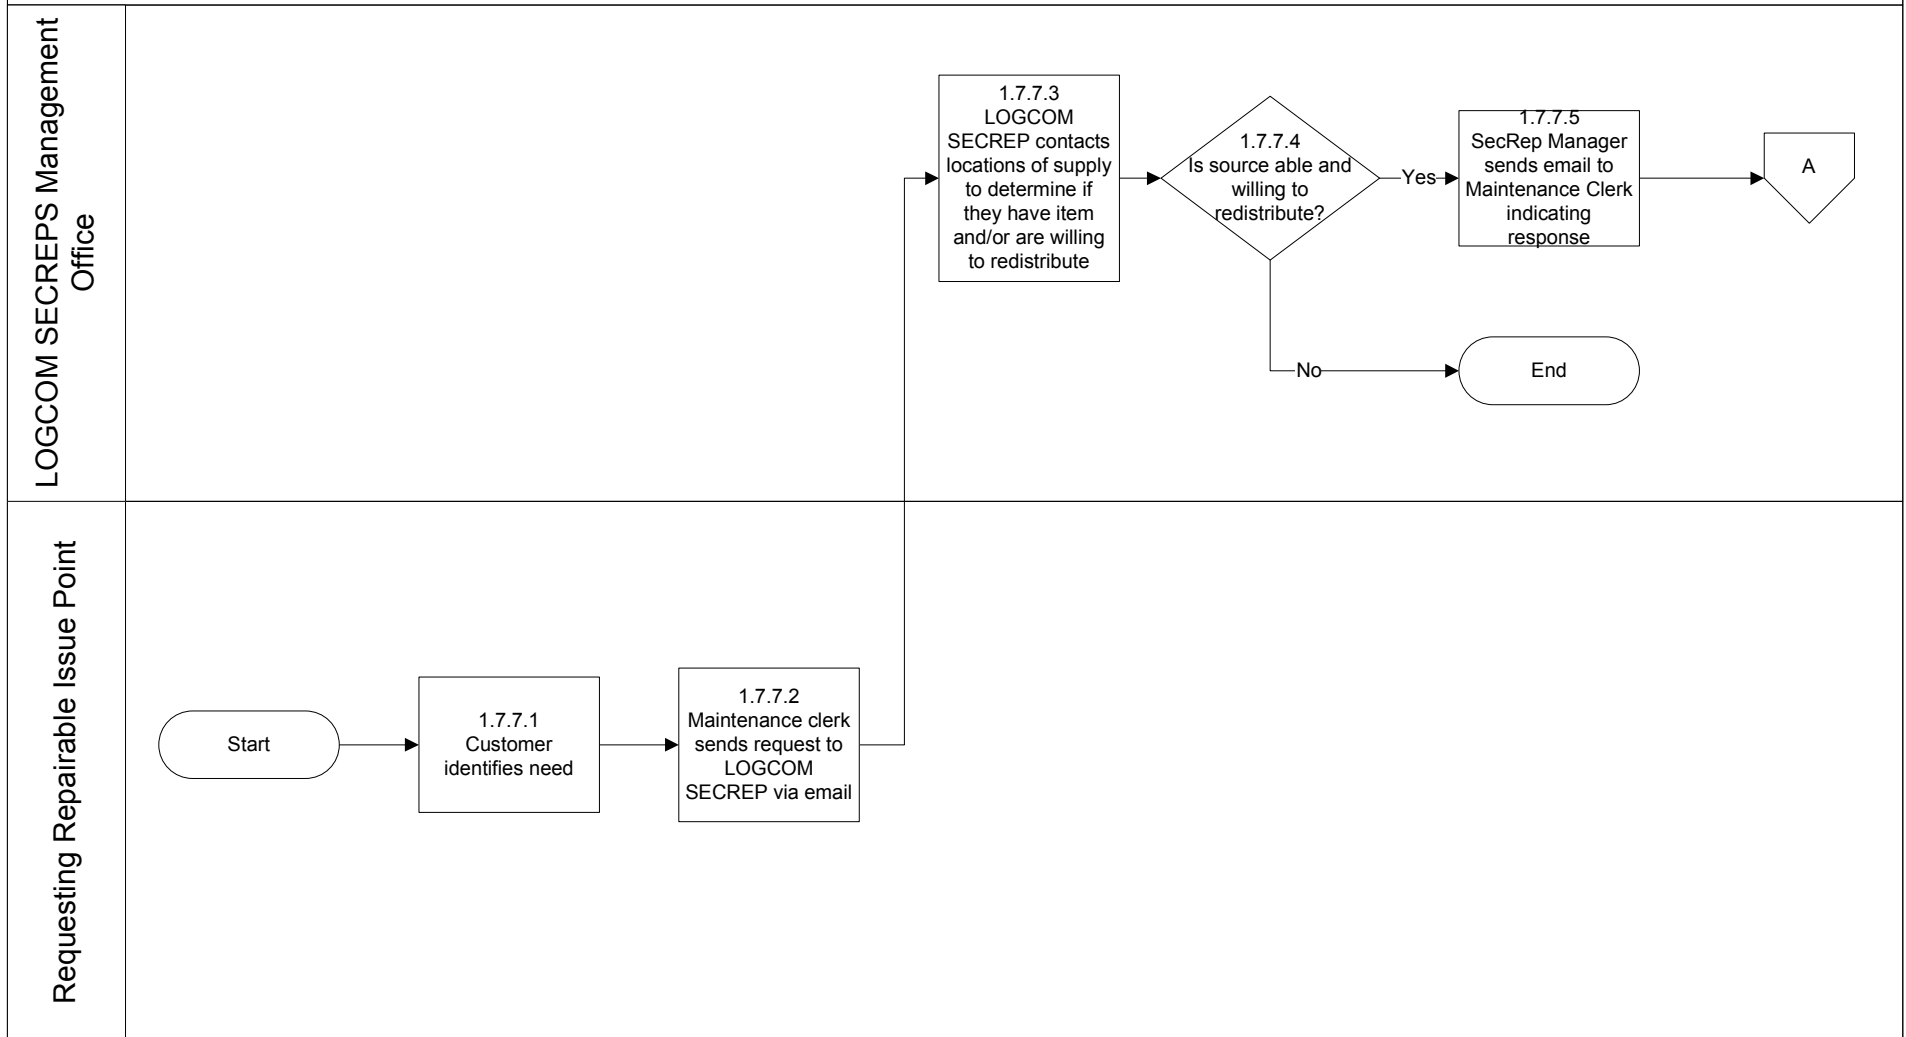 LOGCOM SECREPS Management
Office
1.7.7.3
LOGCOM
SECREP contacts
locations of supply
to determine if
they have item
and/or are willing
to redistribute
1.7.7.4
Is source able and
willing to
redistribute?
Yes
1.7.7.5
SecRep Manager
sends email to
Maintenance Clerk
indicating
response
A
No
End
Requesting Repairable Issue Point
Start
1.7.7.1
Customer
identifies need
1.7.7.2
Maintenance clerk
sends request to
LOGCOM
SECREP via email